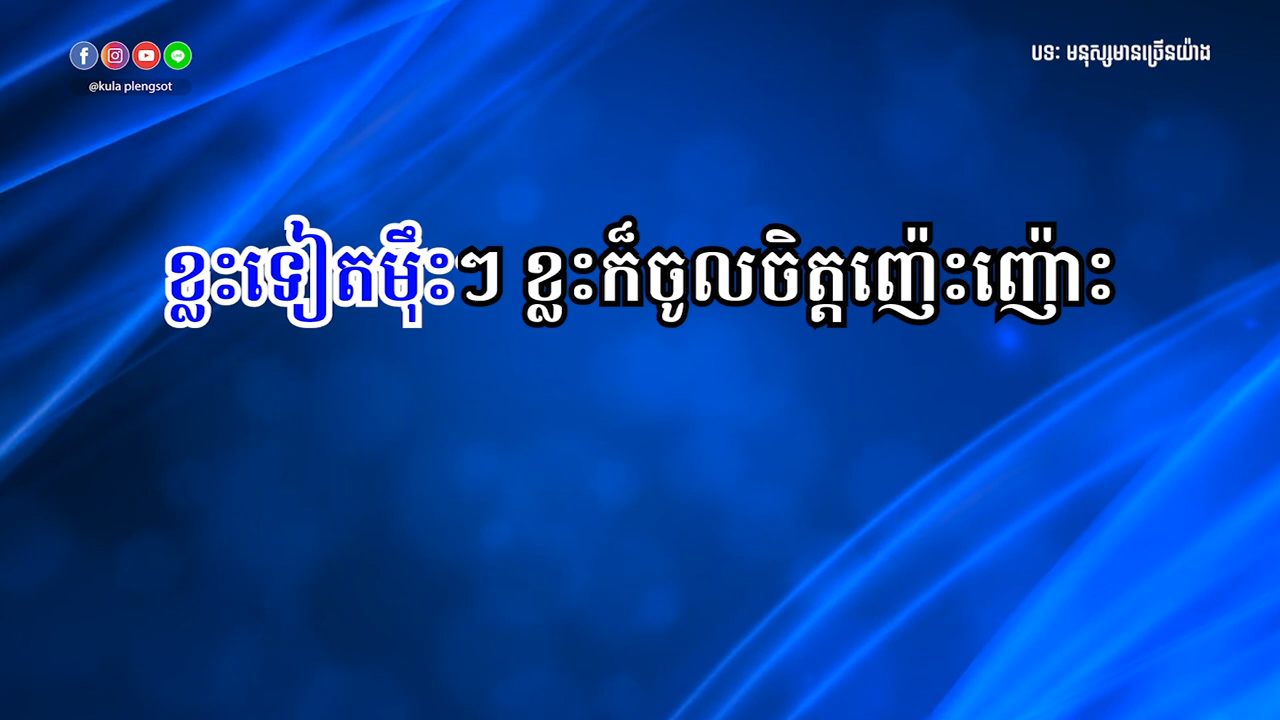 @kula plengsot
បទៈ មនុស្សមានច្រើនយ៉ាង
ខ្លះទៀតម៉ឺះៗ ខ្លះក៏ចូលចិត្តញ៉េះញ៉ោះ